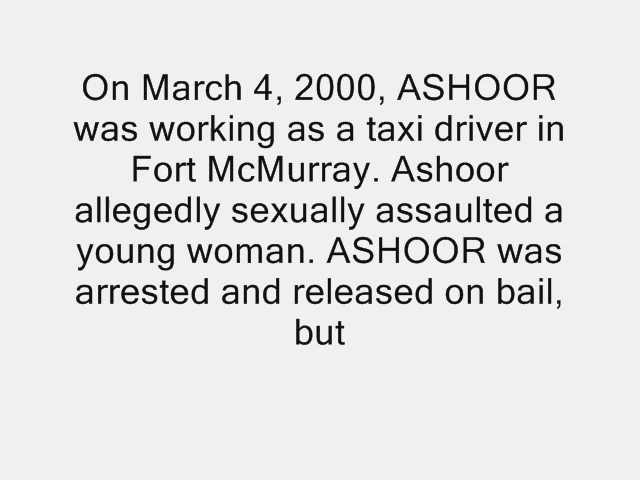 On March 4, 2000, ASHOOR
was working as a taxi driver in
Fort McMurray. Ashoor
allegedly sexually assaulted a
young woman. ASHOOR was
arrested and released on bail,
but